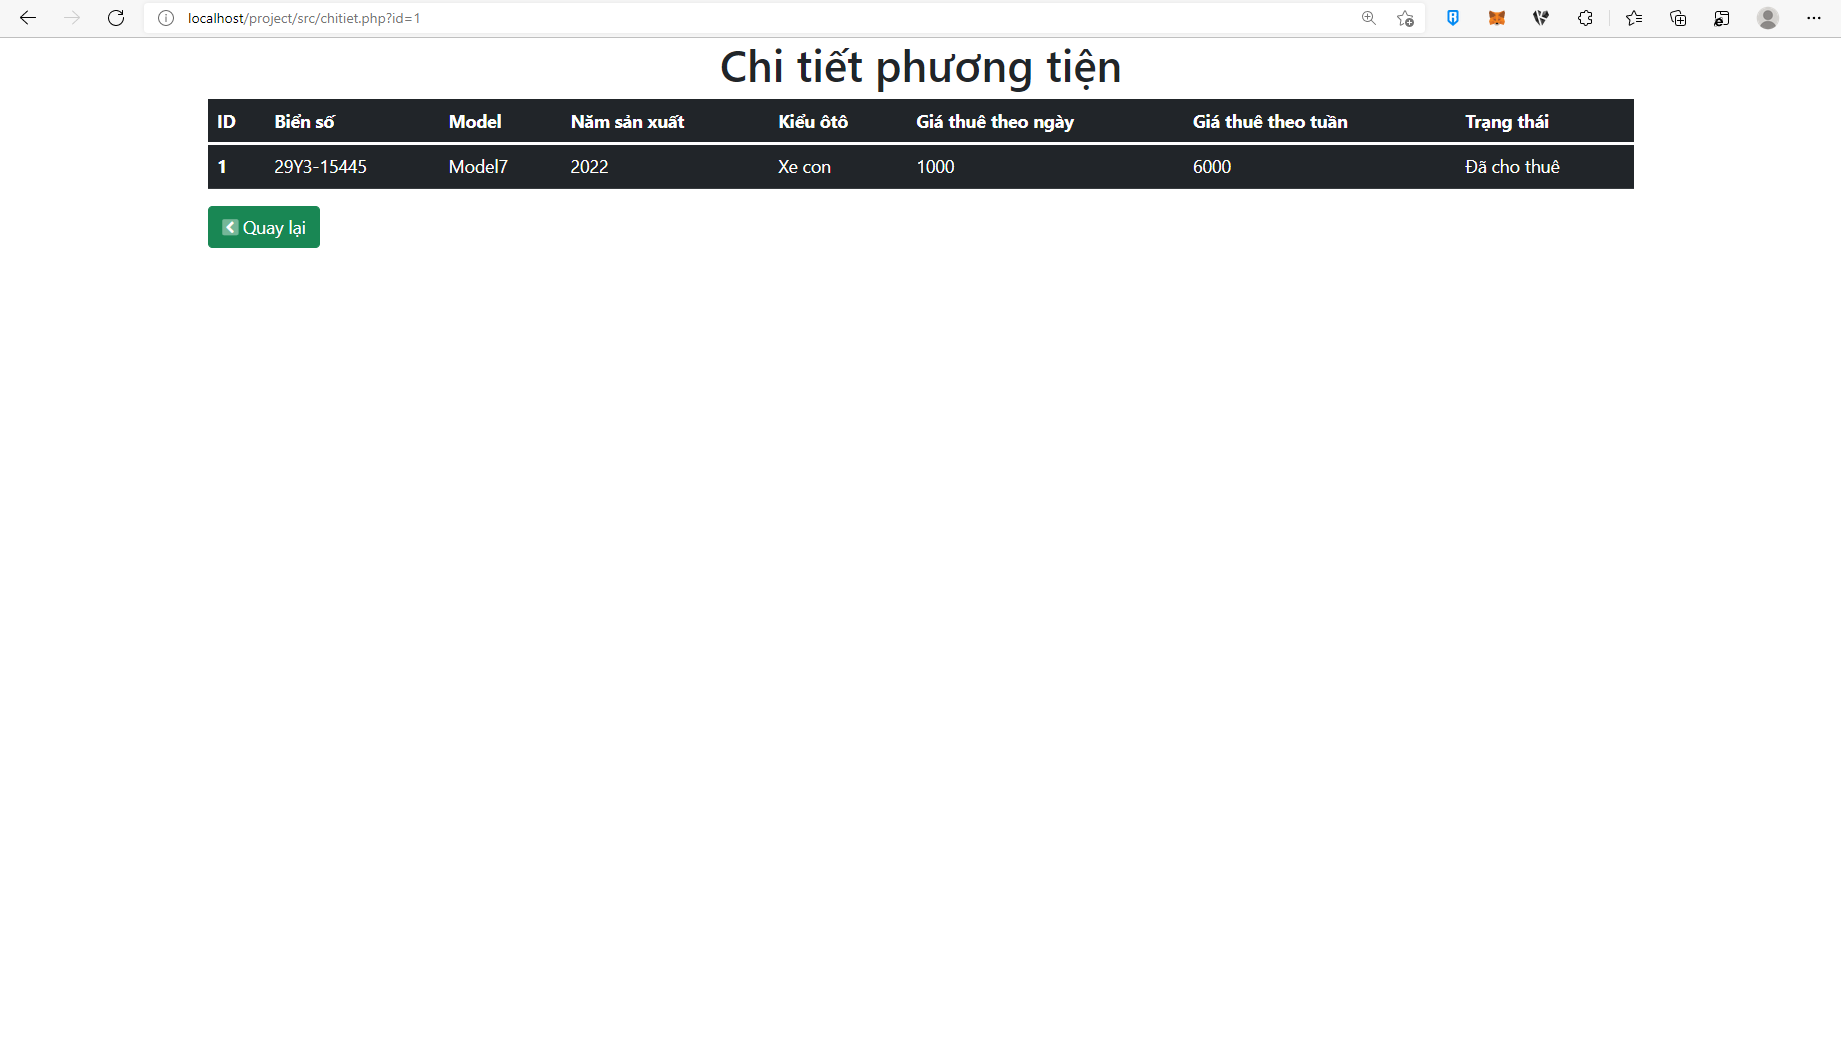 localhost/project/src/chitiet.php?id=1
Chi tiết phương tiện
ID Biển số Model Năm sản xuất Kiểu ôtô Giá thuê theo ngày Giá thuê theo tuần Trạng thái
1 29Y3-15445 Model7 2022 Xe con 1000 6000 Đã cho thuê
Quay lại